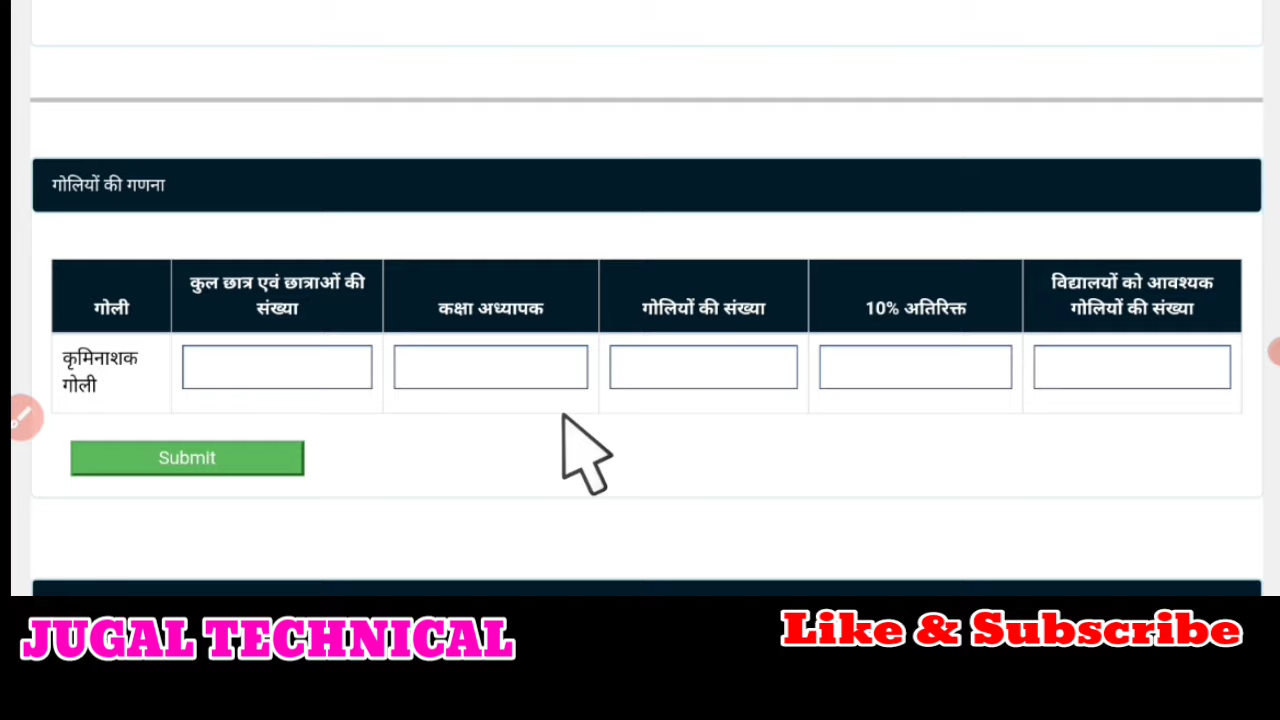 गोलियों की गणना
गोली
कुल छात्र एवं छात्राओं की
संख्या
कक्षा अध्यापक
गोलियों की संख्या
10% अतिरिक्त
विद्यालयों को आवश्यक
गोलियों की संख्या
कृमिनाशक
गोली
Submit
JUGAL TECHNICAL
Like & Subscribe